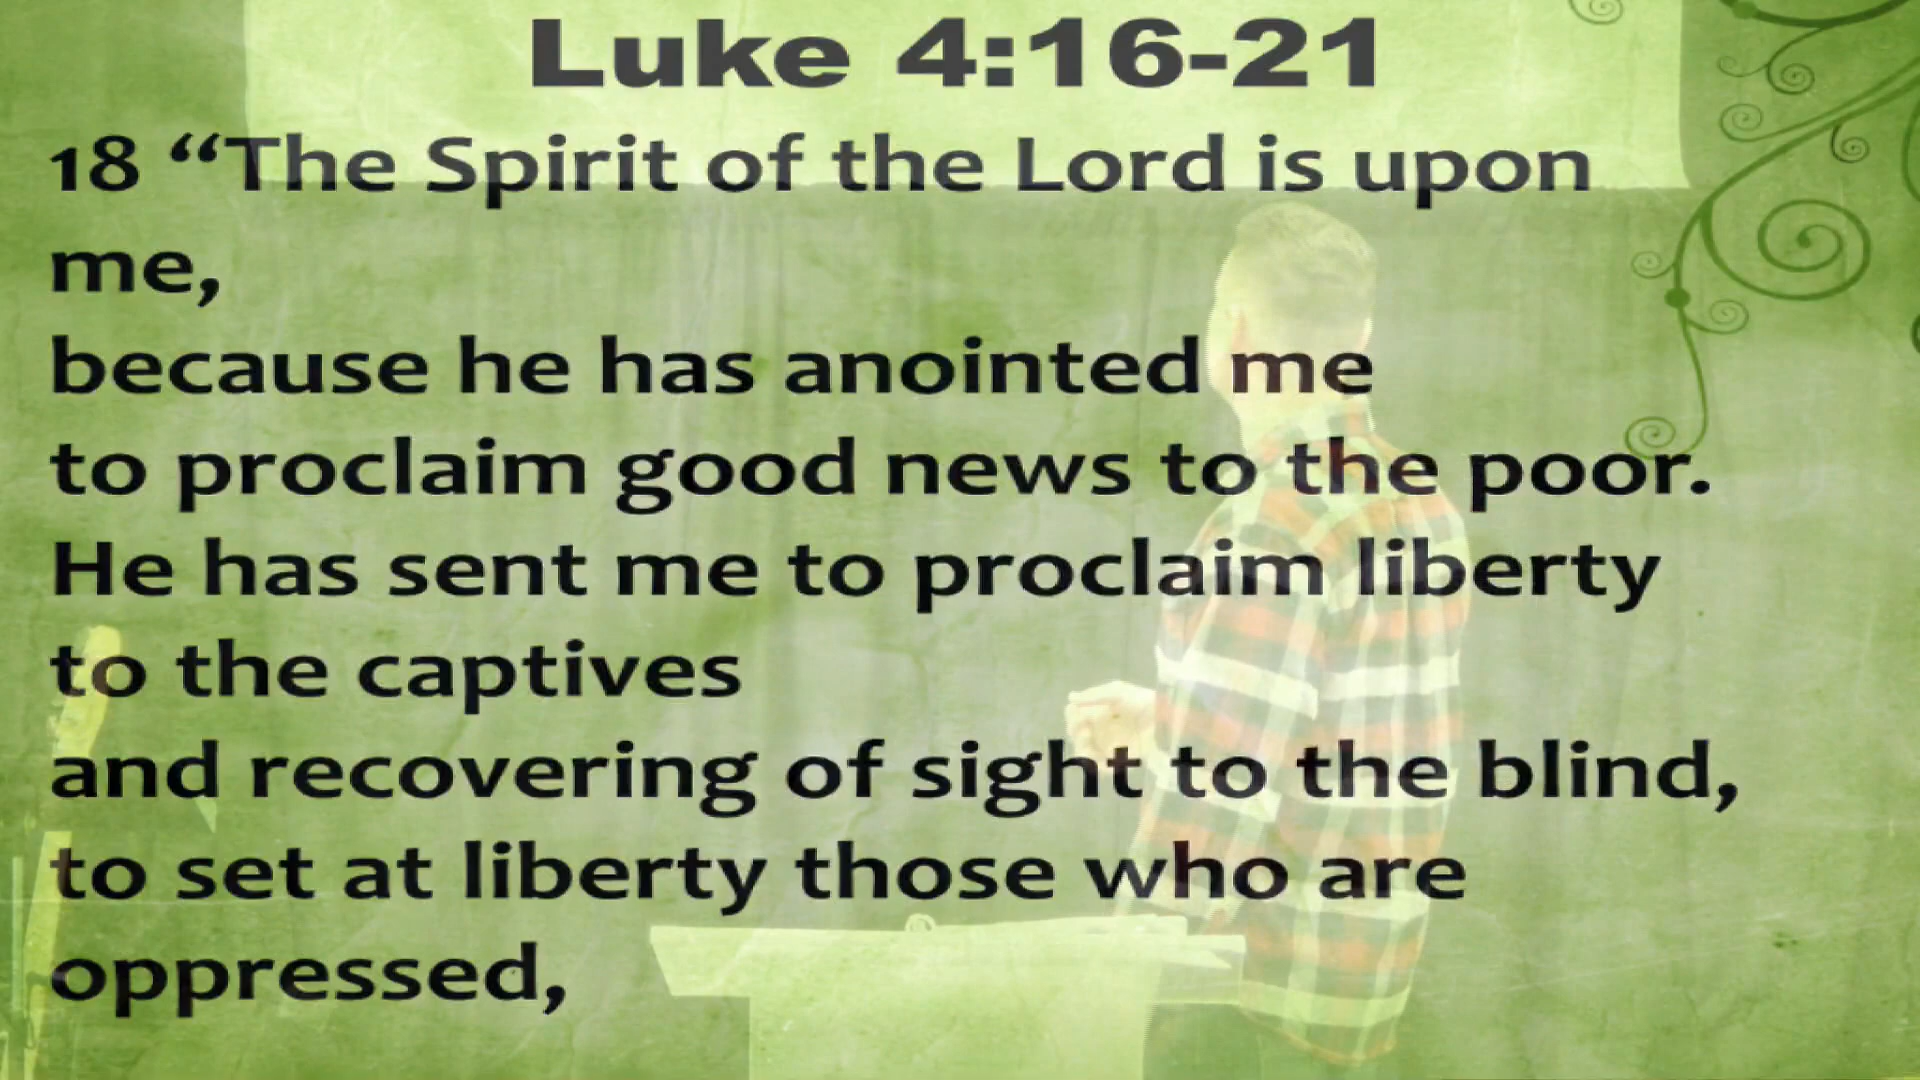 Luke 4:16-21
18 “The Spirit of the Lord is upon
me,
because he has anointed me
to proclaim good news to the poor.
He has sent me to proclaim liberty
to the captives
and recovering of sight to the blind,
to set at liberty those who are
oppressed,